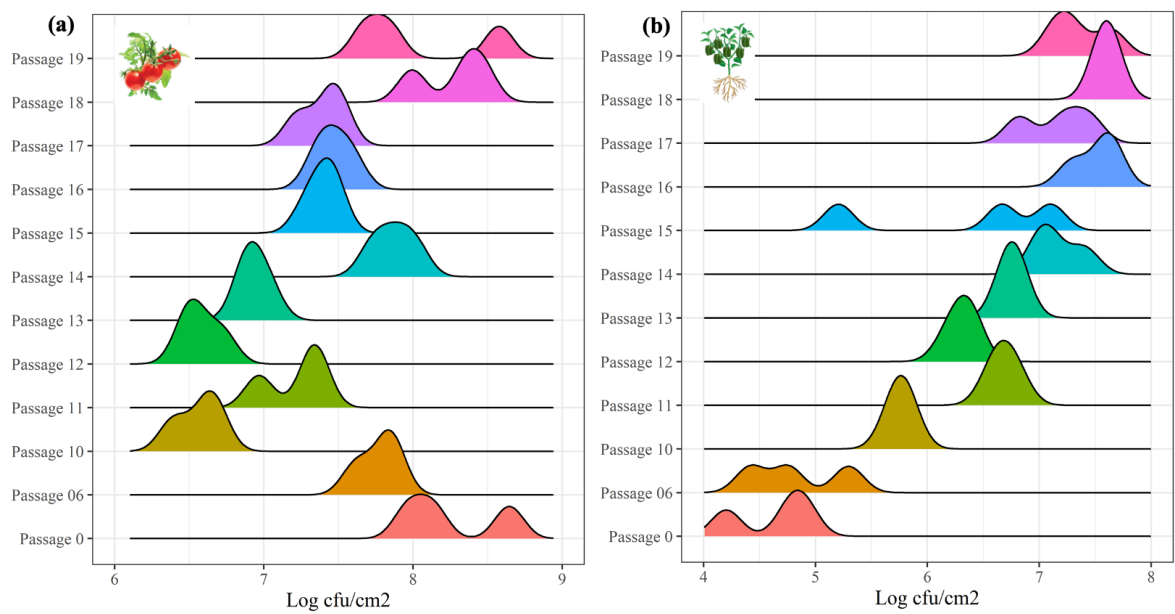 (a)
Passage 19
Passage 18
Passage 17
Passage 16
Passage 15
Passage 14
Passage 13
Passage 12
Passage 11
Passage 10
Passage 06
Passage 0
6 7 8 9
Log cfu/cm2
(b)
Passage 19
Passage 18
Passage 17
Passage 16
Passage 15
Passage 14
Passage 13
Passage 12
Passage 11
Passage 10
Passage 06
Passage 0
4 5 6 7 8
Log cfu/cm2